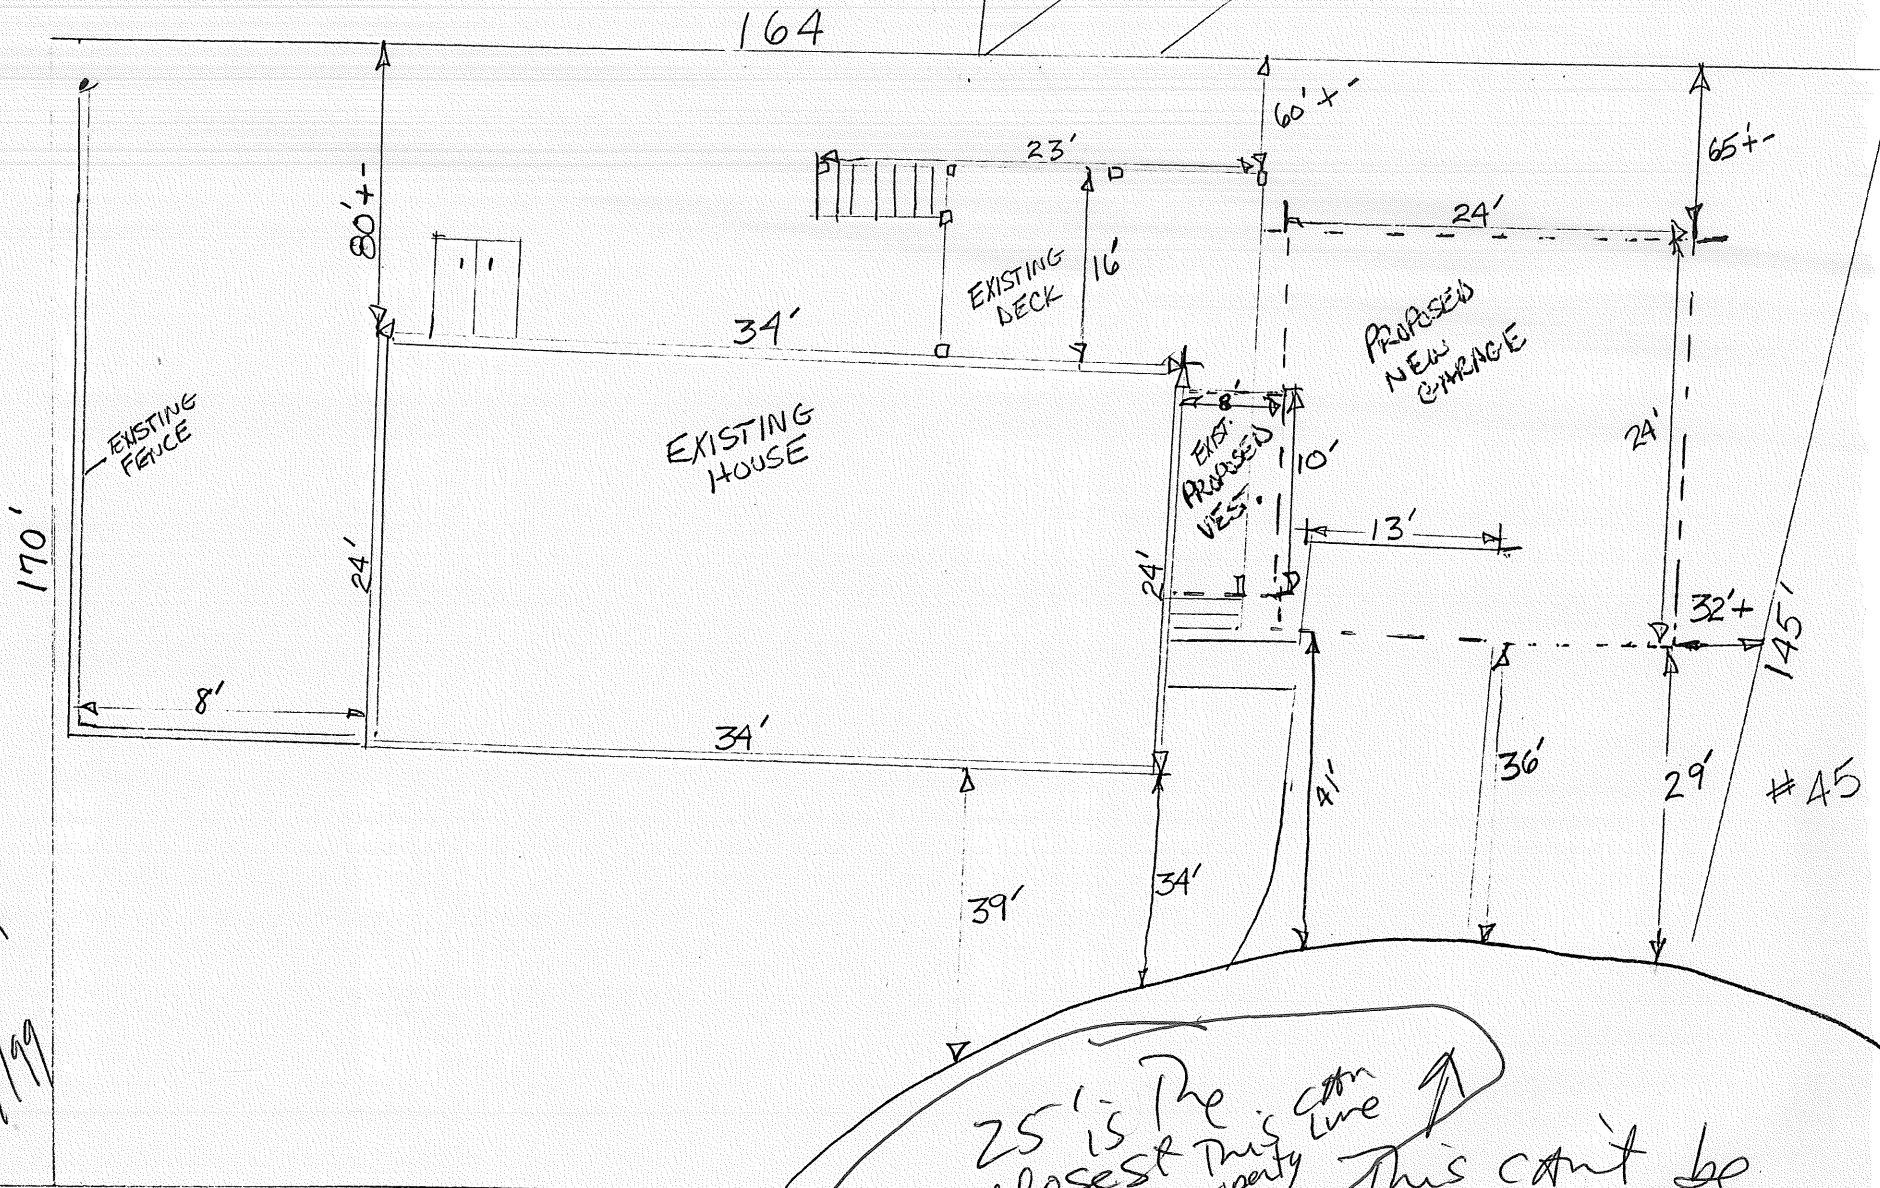 164
60'+-
65'+-
80'+-
23'
24'
16'
EXISTING
DECK
34'
PROPOSED
NEW
GARAGE
EXISTING
FENCE
EXISTING
HOUSE
8'
EXIST.
PROPOSED
VEST.
10'
24'
13'
170'
24'
24'
32'+
145'
8'
34'
41'
36'
29'
#45
39'
34'
25' is The
closest This can
property Line
This can't be